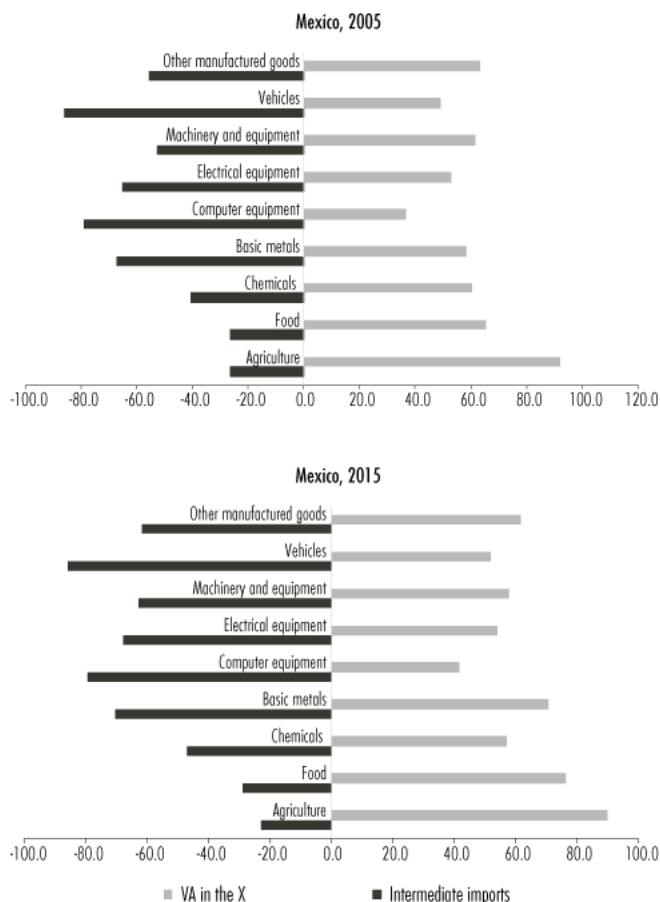 Mexico, 2005
Other manufactured goods
Vehicles
Machinery and equipment
Electrical equipment
Computer equipment
Basic metals
Chemicals
Food
Agriculture
-100.0 -80.0 -60.0 -40.0 -20.0 0.0 20.0 40.0 60.0 80.0 100.0 120.0
Mexico, 2015
Other manufactured goods
Vehicles
Machinery and equipment
Electrical equipment
Computer equipment
Basic metals
Chemicals
Food
Agriculture
-100.0 -80.0 -60.0 -40.0 -20.0 0.0 20.0 40.0 60.0 80.0 100.0
VA in the X Intermediate imports